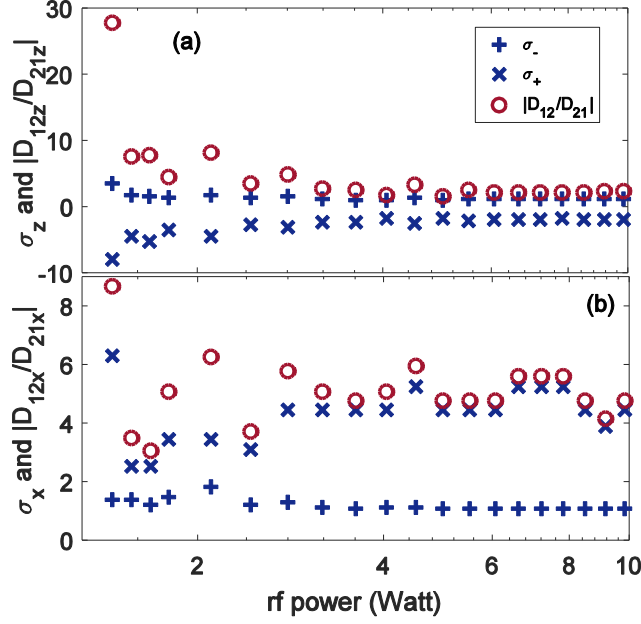 30
20
10
0
-10
σz and |D12z/D21z|
(a)
σ-
σ+
|D12/D21|
8
6
4
2
0
σx and |D12x/D21x|
(b)
2 4 6 8 10
rf power (Watt)